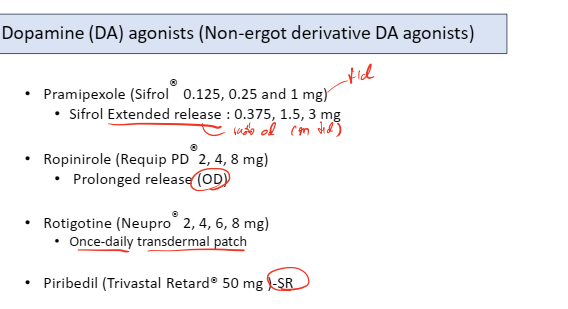 Dopamine (DA) agonists (Non-ergot derivative DA agonists)
• Pramipexole (Sifrol® 0.125, 0.25 and 1 mg) tid
• Sifrol Extended release : 0.375, 1.5, 3 mg
od (tid)
• Ropinirole (Requip PD® 2, 4, 8 mg)
• Prolonged release (OD)
• Rotigotine (Neupro® 2, 4, 6, 8 mg)
• Once-daily transdermal patch
• Piribedil (Trivastal Retard® 50 mg )-SR